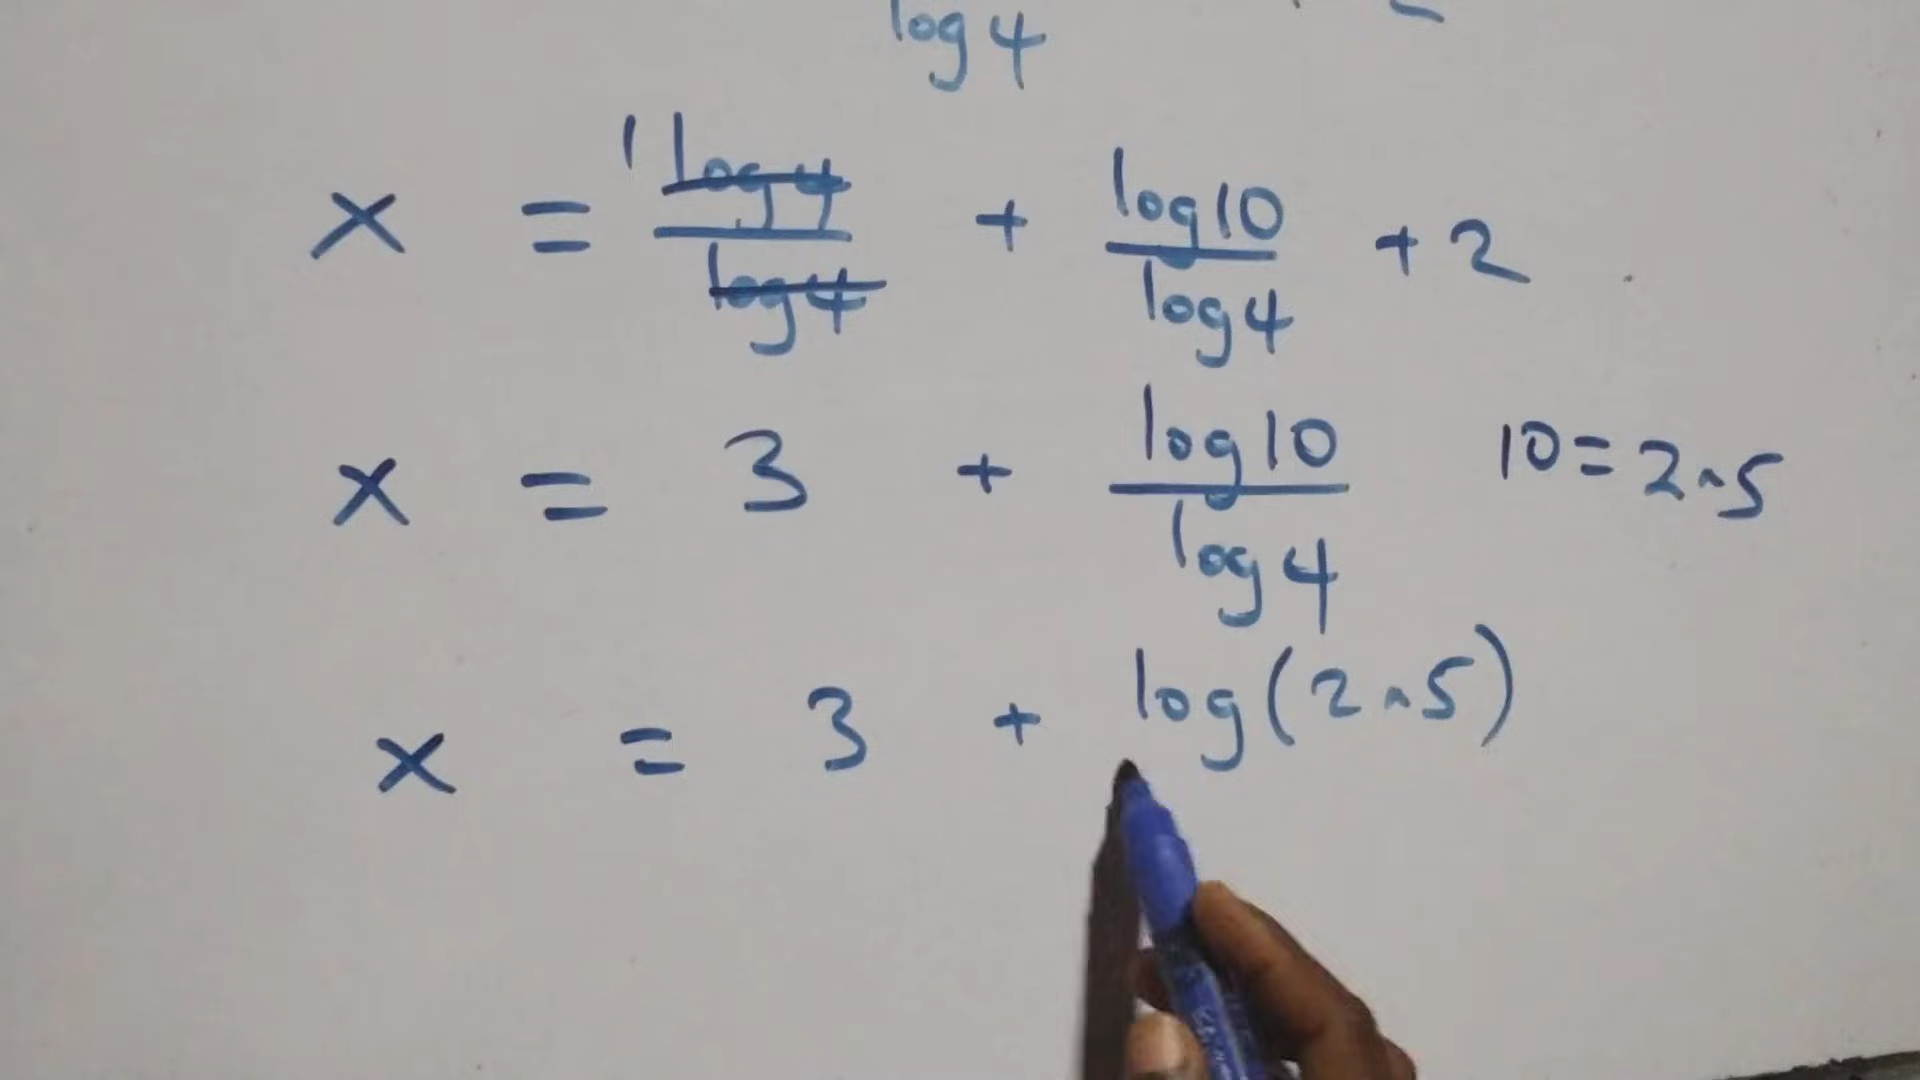 log 4
x = 1 log 4 / log 4 + log 10 / log 4 + 2
x = 3 + log 10 / log 4 10 = 2 × 5
x = 3 + log (2 × 5)